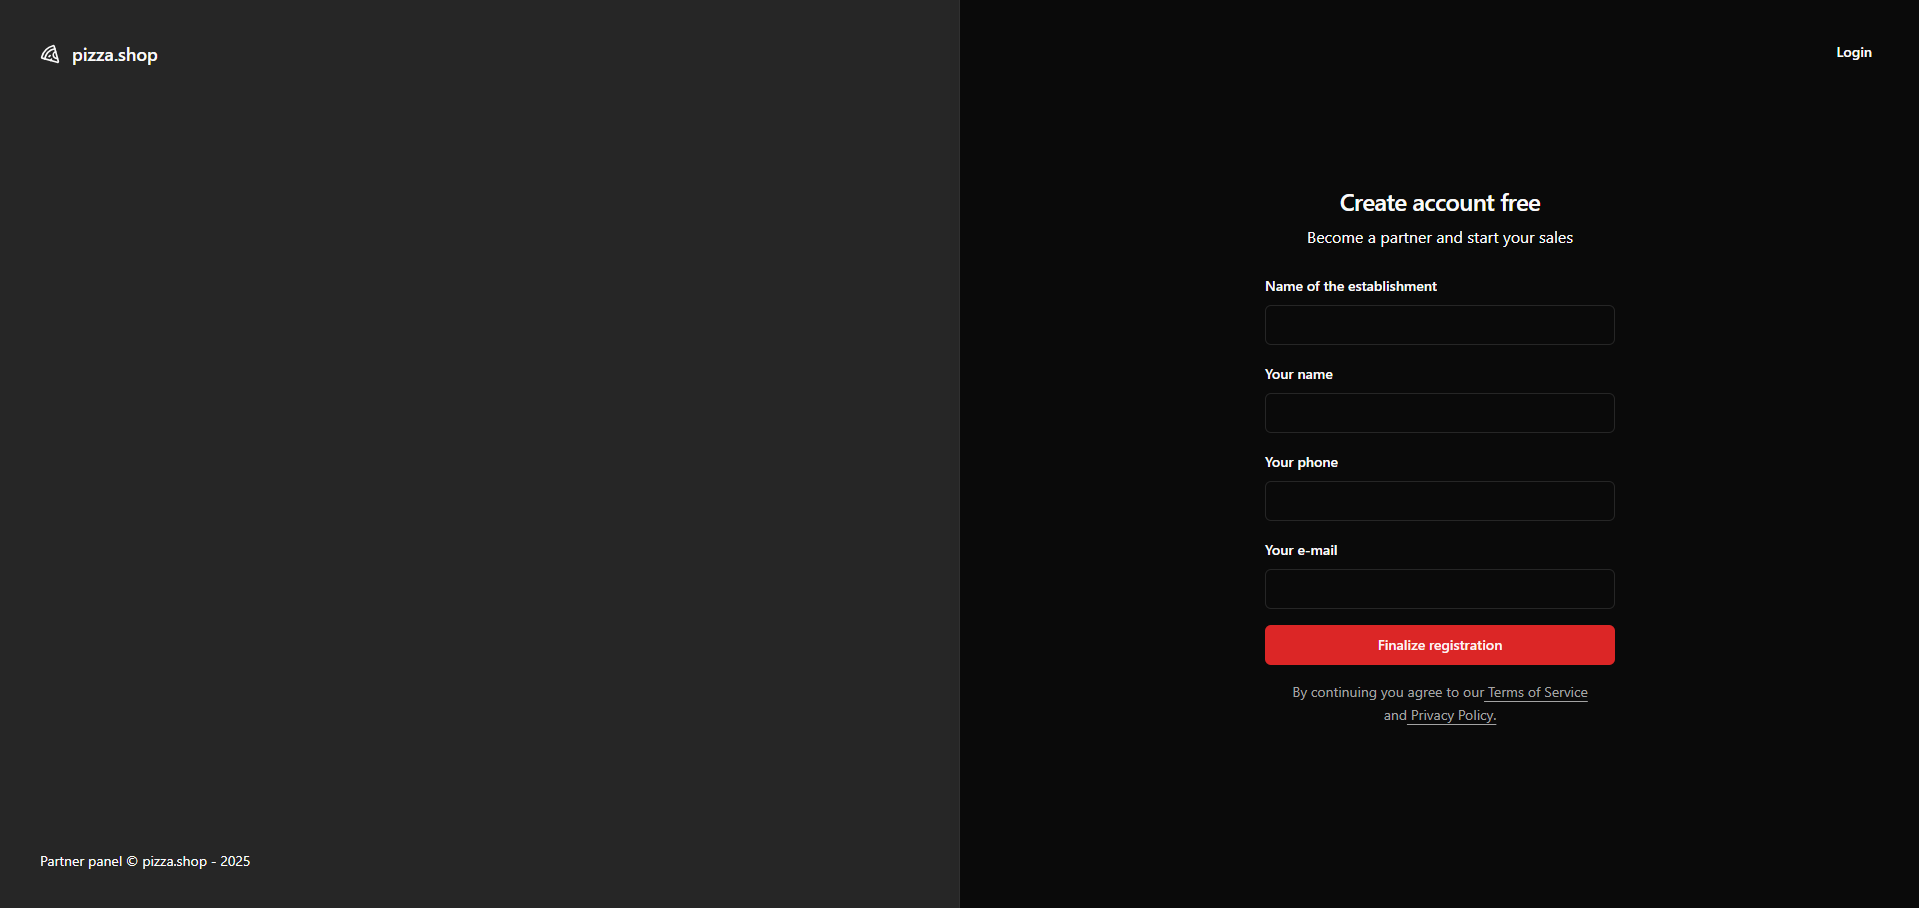 pizza.shop
Partner panel © pizza.shop - 2025
Login
Create account free
Become a partner and start your sales
Name of the establishment
Your name
Your phone
Your e-mail
Finalize registration
By continuing you agree to our Terms of Service
and Privacy Policy.